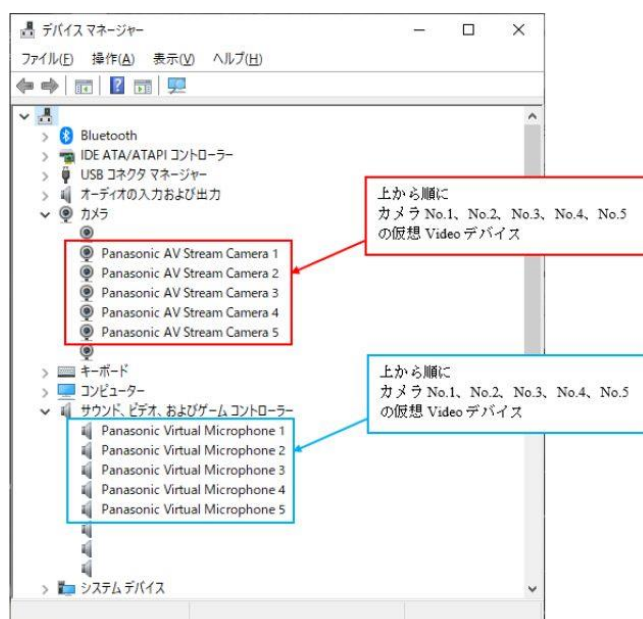 デバイス マネージャー
ファイル(F) 操作(A) 表示(V) ヘルプ(H)
Bluetooth
IDE ATA/ATAPI コントローラー
USB コネクタ マネージャー
オーディオの入力および出力
カメラ
Panasonic AV Stream Camera 1
Panasonic AV Stream Camera 2
Panasonic AV Stream Camera 3
Panasonic AV Stream Camera 4
Panasonic AV Stream Camera 5
上から順に
カメラ No.1、No.2、No.3、No.4、No.5
の仮想 Video デバイス
キーボード
コンピューター
サウンド、ビデオ、およびゲーム コントローラー
Panasonic Virtual Microphone 1
Panasonic Virtual Microphone 2
Panasonic Virtual Microphone 3
Panasonic Virtual Microphone 4
Panasonic Virtual Microphone 5
上から順に
カメラ No.1、No.2、No.3、No.4、No.5
の仮想 Video デバイス
システム デバイス